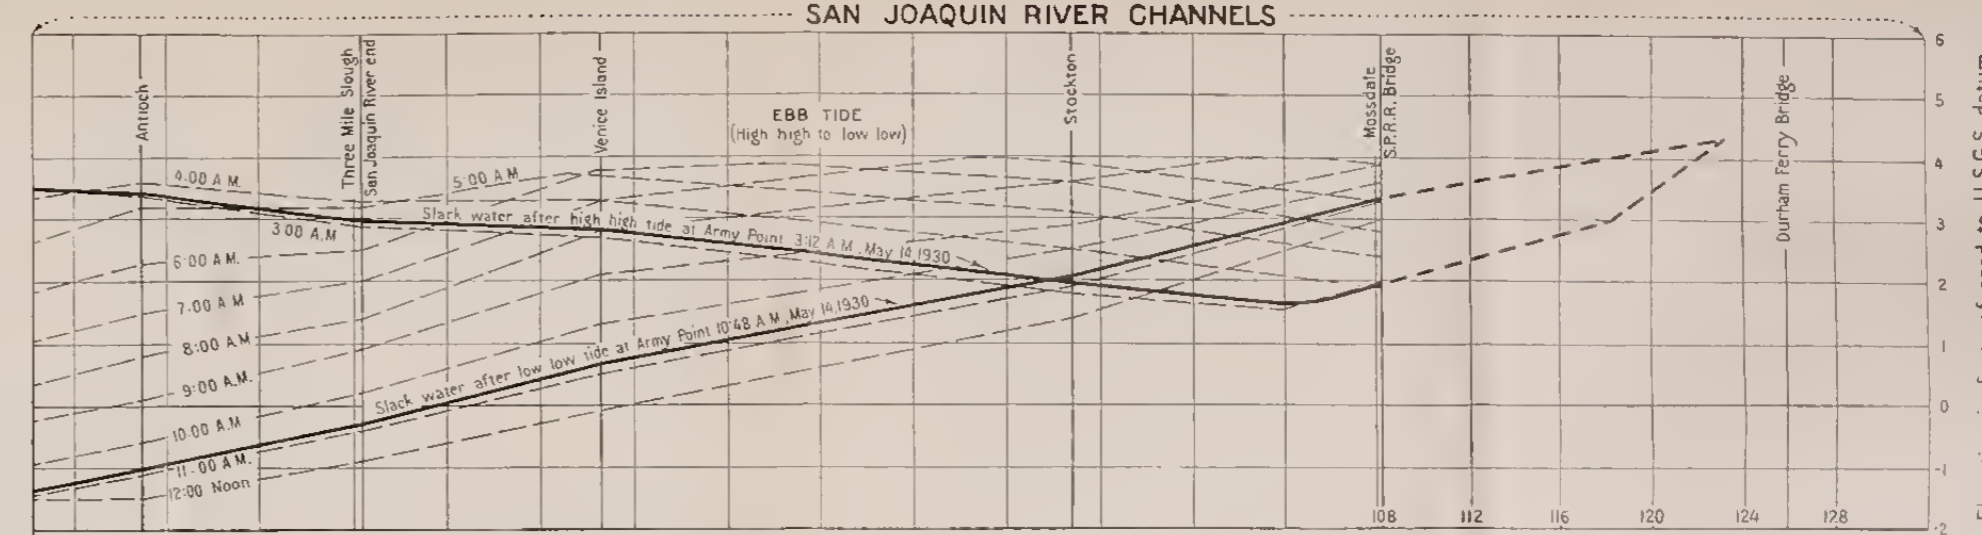 SAN JOAQUIN RIVER CHANNELS
Antioch
Three Mile Slough
San Joaquin River end
Venice Island
EBB TIDE
(High high to low low)
Stockton
Mossdale
S.P.R.R. Bridge
Durham Ferry Bridge
6
5
4
3
2
1
0
-1
-2
U.S.G.S. datum
4:00 A.M.
5:00 A.M.
Slack water after high high tide at Army Point 3:12 A.M., May 14, 1930
3:00 A.M
6:00 A.M.
7:00 A M
8:00 A M
9:00 A.M.
10:00 A.M
11:00 A.M.
12:00 Noon
Slack water after low low tide at Army Point 10:48 A M., May 14, 1930
108
112
116
120
124
128